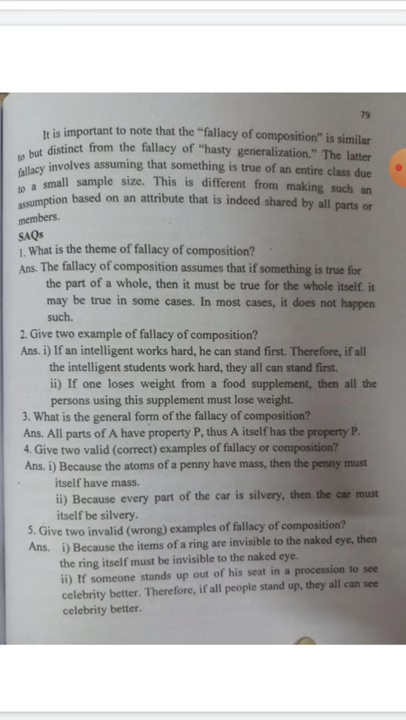 79
It is important to note that the “fallacy of composition” is similar
to but distinct from the fallacy of “hasty generalization.” The latter
fallacy involves assuming that something is true of an entire class due
to a small sample size. This is different from making such an
assumption based on an attribute that is indeed shared by all parts or
members.
SAQs
1. What is the theme of fallacy of composition?
Ans. The fallacy of composition assumes that if something is true for
the part of a whole, then it must be true for the whole itself. it
may be true in some cases. In most cases, it does not happen
such.
2. Give two example of fallacy of composition?
Ans. i) If an intelligent works hard, he can stand first. Therefore, if all
the intelligent students work hard, they all can stand first.
ii) If one loses weight from a food supplement, then all the
persons using this supplement must lose weight.
3. What is the general form of the fallacy of composition?
Ans. All parts of A have property P, thus A itself has the property P.
4. Give two valid (correct) examples of fallacy or composition?
Ans. i) Because the atoms of a penny have mass, then the penny must
itself have mass.
ii) Because every part of the car is silvery, then the car must
itself be silvery.
5. Give two invalid (wrong) examples of fallacy of composition?
Ans. i) Because the items of a ring are invisible to the naked eye, then
the ring itself must be invisible to the naked eye.
ii) If someone stands up out of his seat in a procession to see
celebrity better. Therefore, if all people stand up, they all can see
celebrity better.